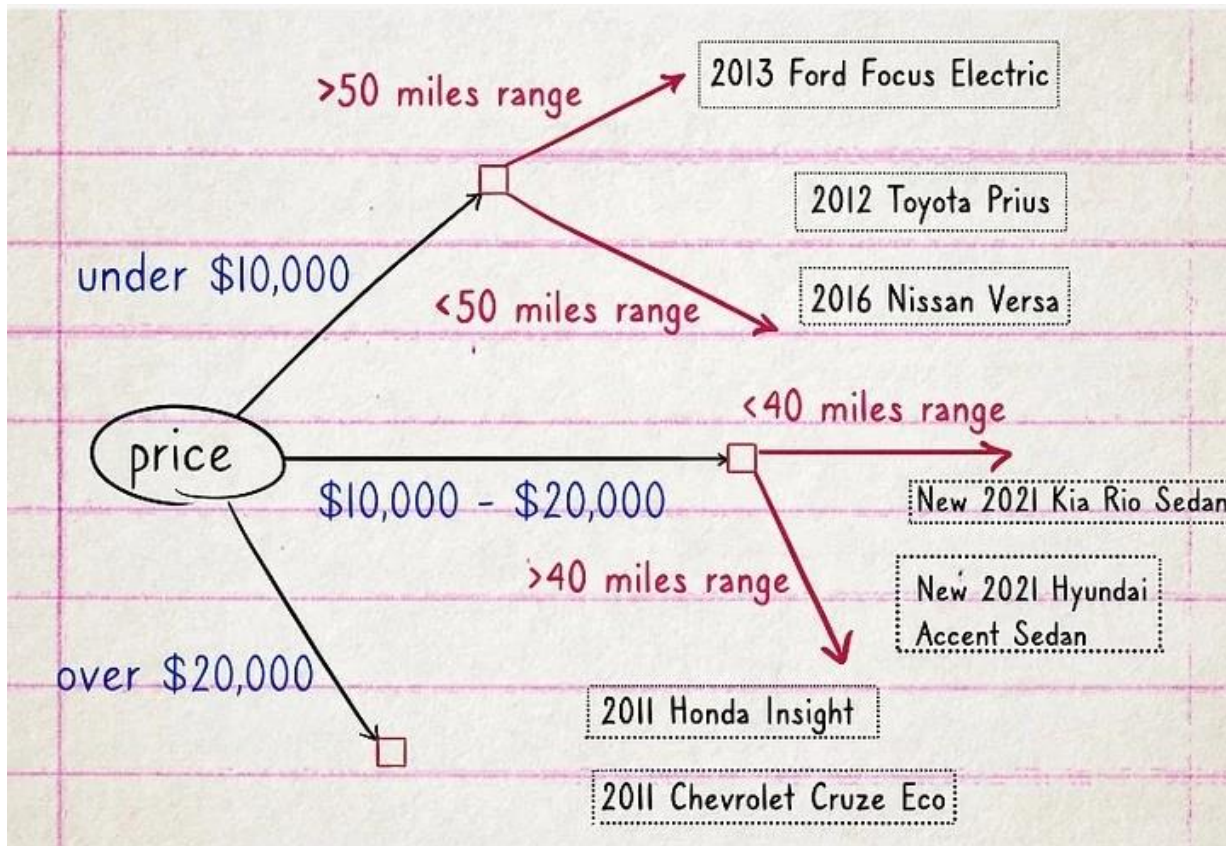 >50 miles range
2013 Ford Focus Electric
2012 Toyota Prius
under $10,000
<50 miles range
2016 Nissan Versa
<40 miles range
price
$10,000 - $20,000
New 2021 Kia Rio Sedan
>40 miles range
New 2021 Hyundai
Accent Sedan
over $20,000
2011 Honda Insight
2011 Chevrolet Cruze Eco